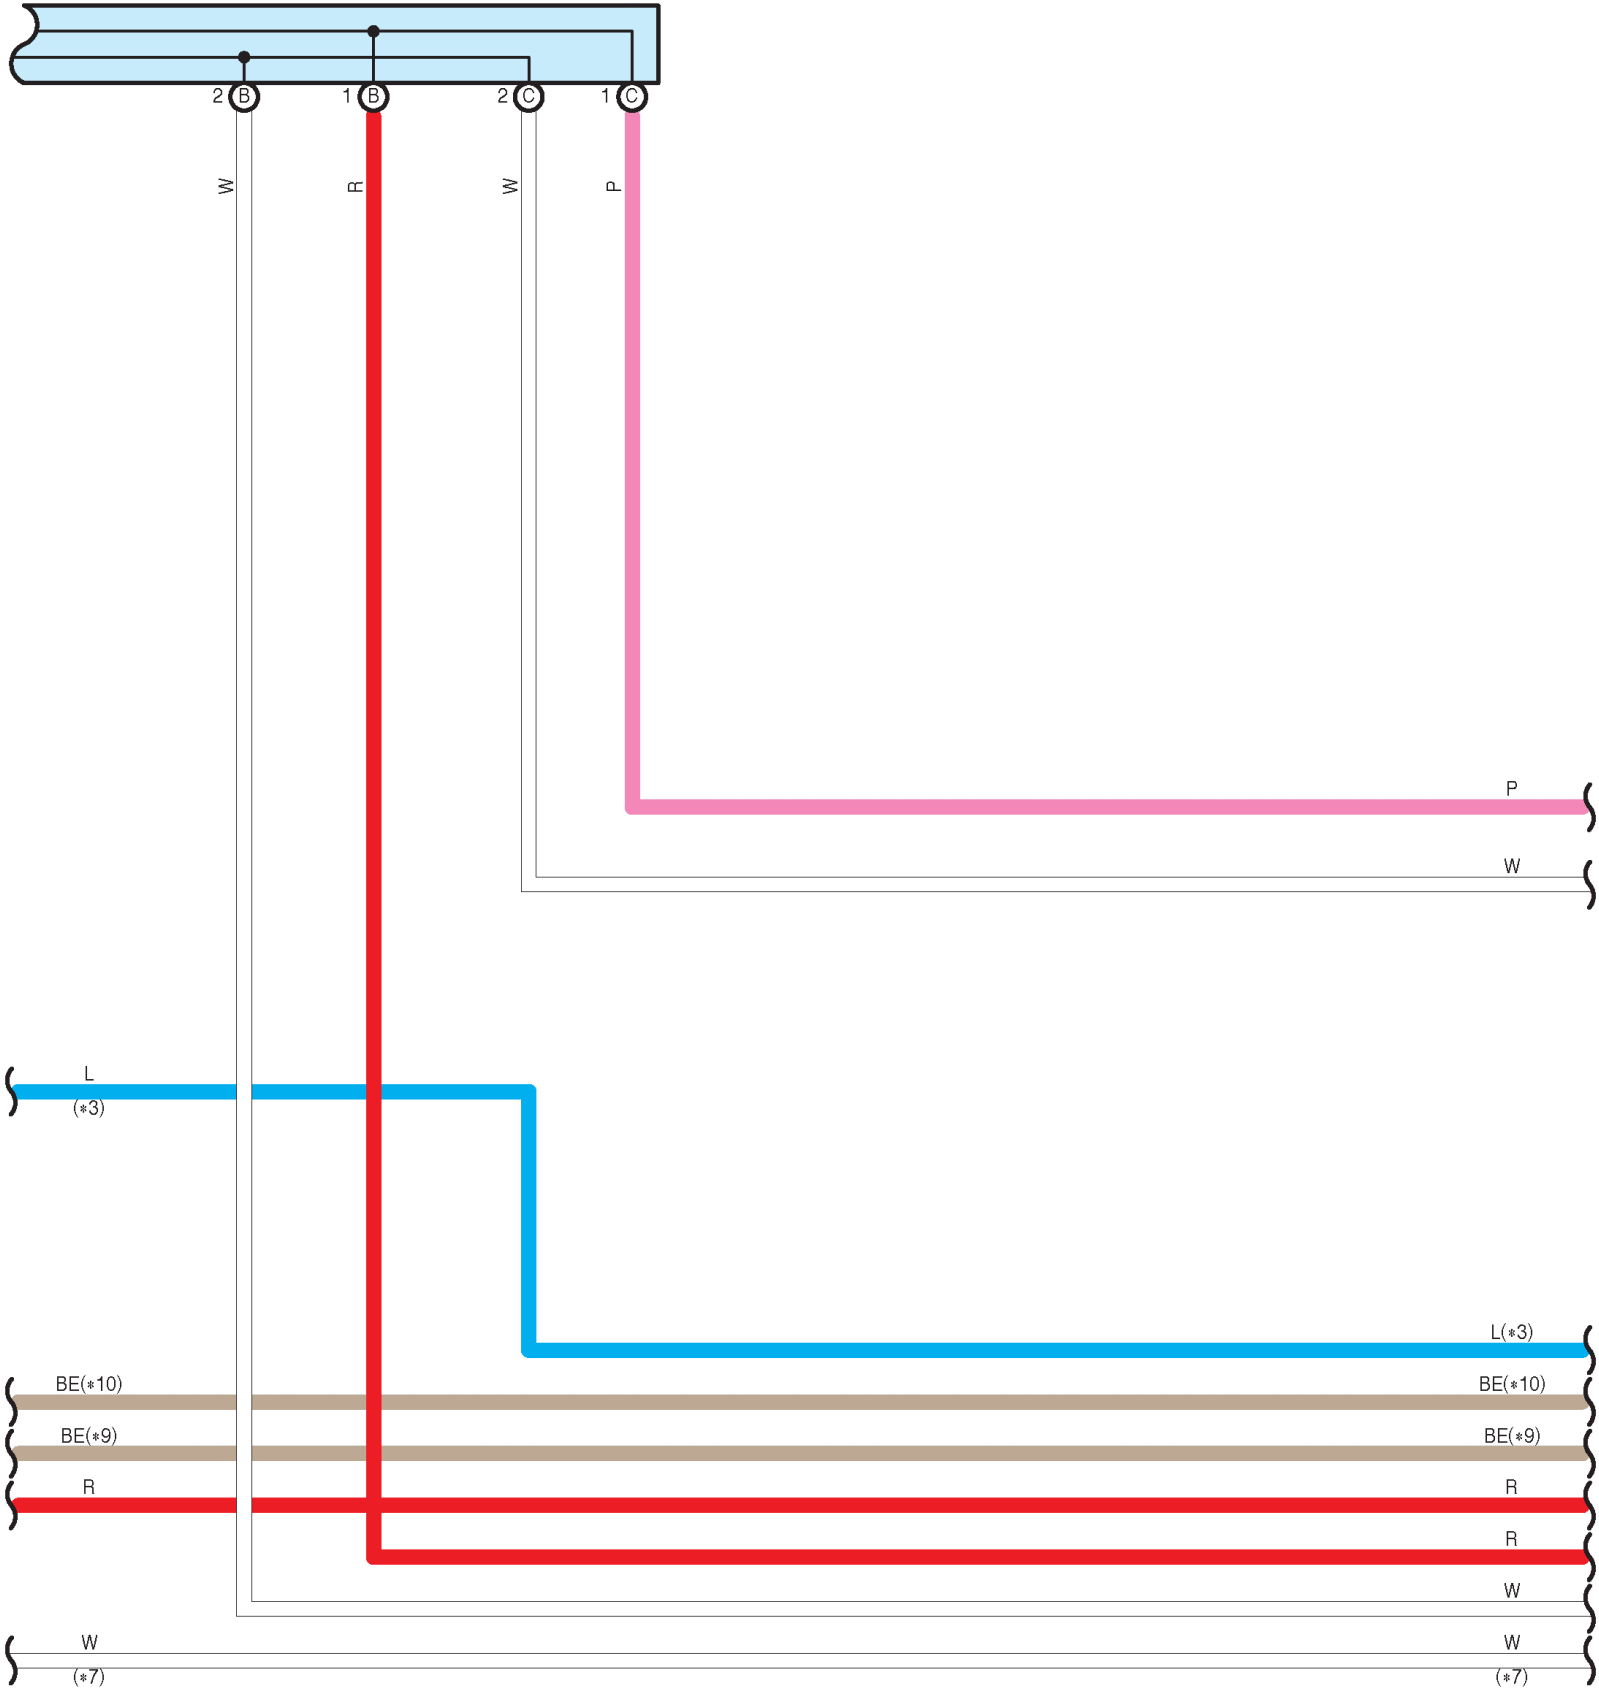 2 B 1 B 2 C 1 C
W R W P
P
W
L
(*3)
L(*3)
BE(*10) BE(*10)
BE(*9) BE(*9)
R R
R
W
W W
(*7) (*7)